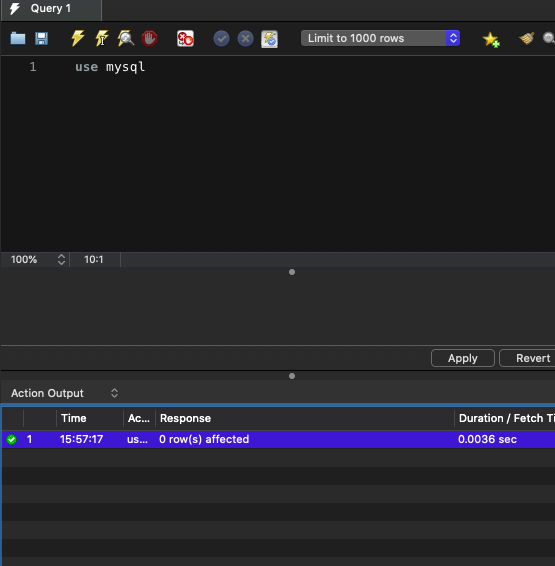 Query 1
Limit to 1000 rows
1 use mysql
100% 10:1
Apply Revert
Action Output
Time Ac... Response Duration / Fetch Ti
1 15:57:17 us... 0 row(s) affected 0.0036 sec